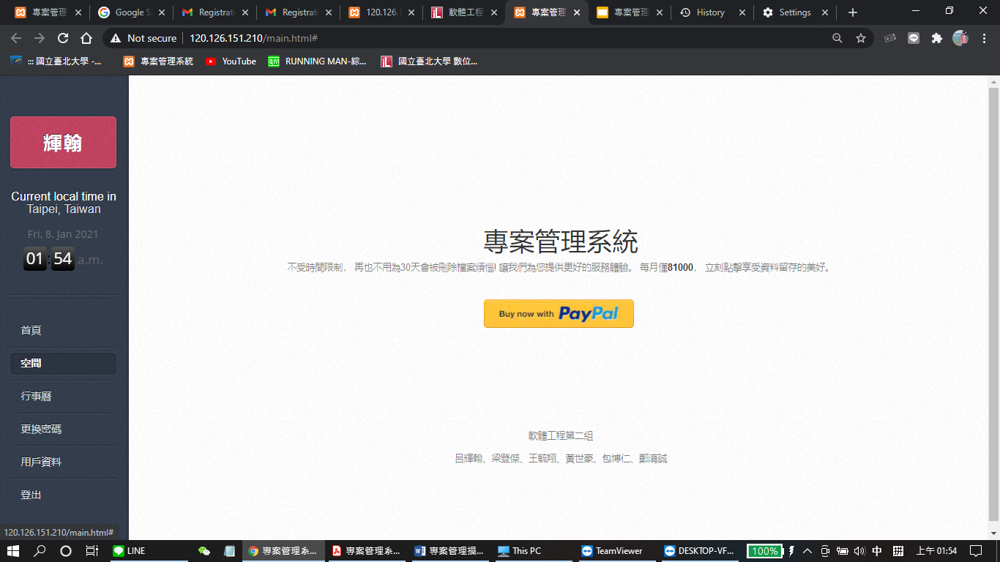 專案管理
Google S
Registrati
Registrati
120.126.1
軟體工程
專案管理
專案管理
History
Settings
Not secure
120.126.151.210/main.html#
::: 國立臺北大學 -...
專案管理系統
YouTube
RUNNING MAN-綜...
國立臺北大學 數位...
輝翰
Current local time in
Taipei, Taiwan
Fri, 8. Jan 2021
01:54 a.m.
首頁
空間
行事曆
更換密碼
用戶資料
登出
專案管理系統
不受時間限制, 再也不用為30天會被刪除檔案煩惱! 讓我們為您提供更好的服務體驗。 每月僅81000, 立刻點擊享受資料留存的美好。
Buy now with PayPal
軟體工程第二組
呂輝翰、梁登傑、王毓翔、黃世豪、包博仁、鄭淯誠
120.126.151.210/main.html#
LINE
專案管理系...
專案管理系...
專案管理操...
This PC
TeamViewer
DESKTOP-VF...
100%
中
拼
上午 01:54